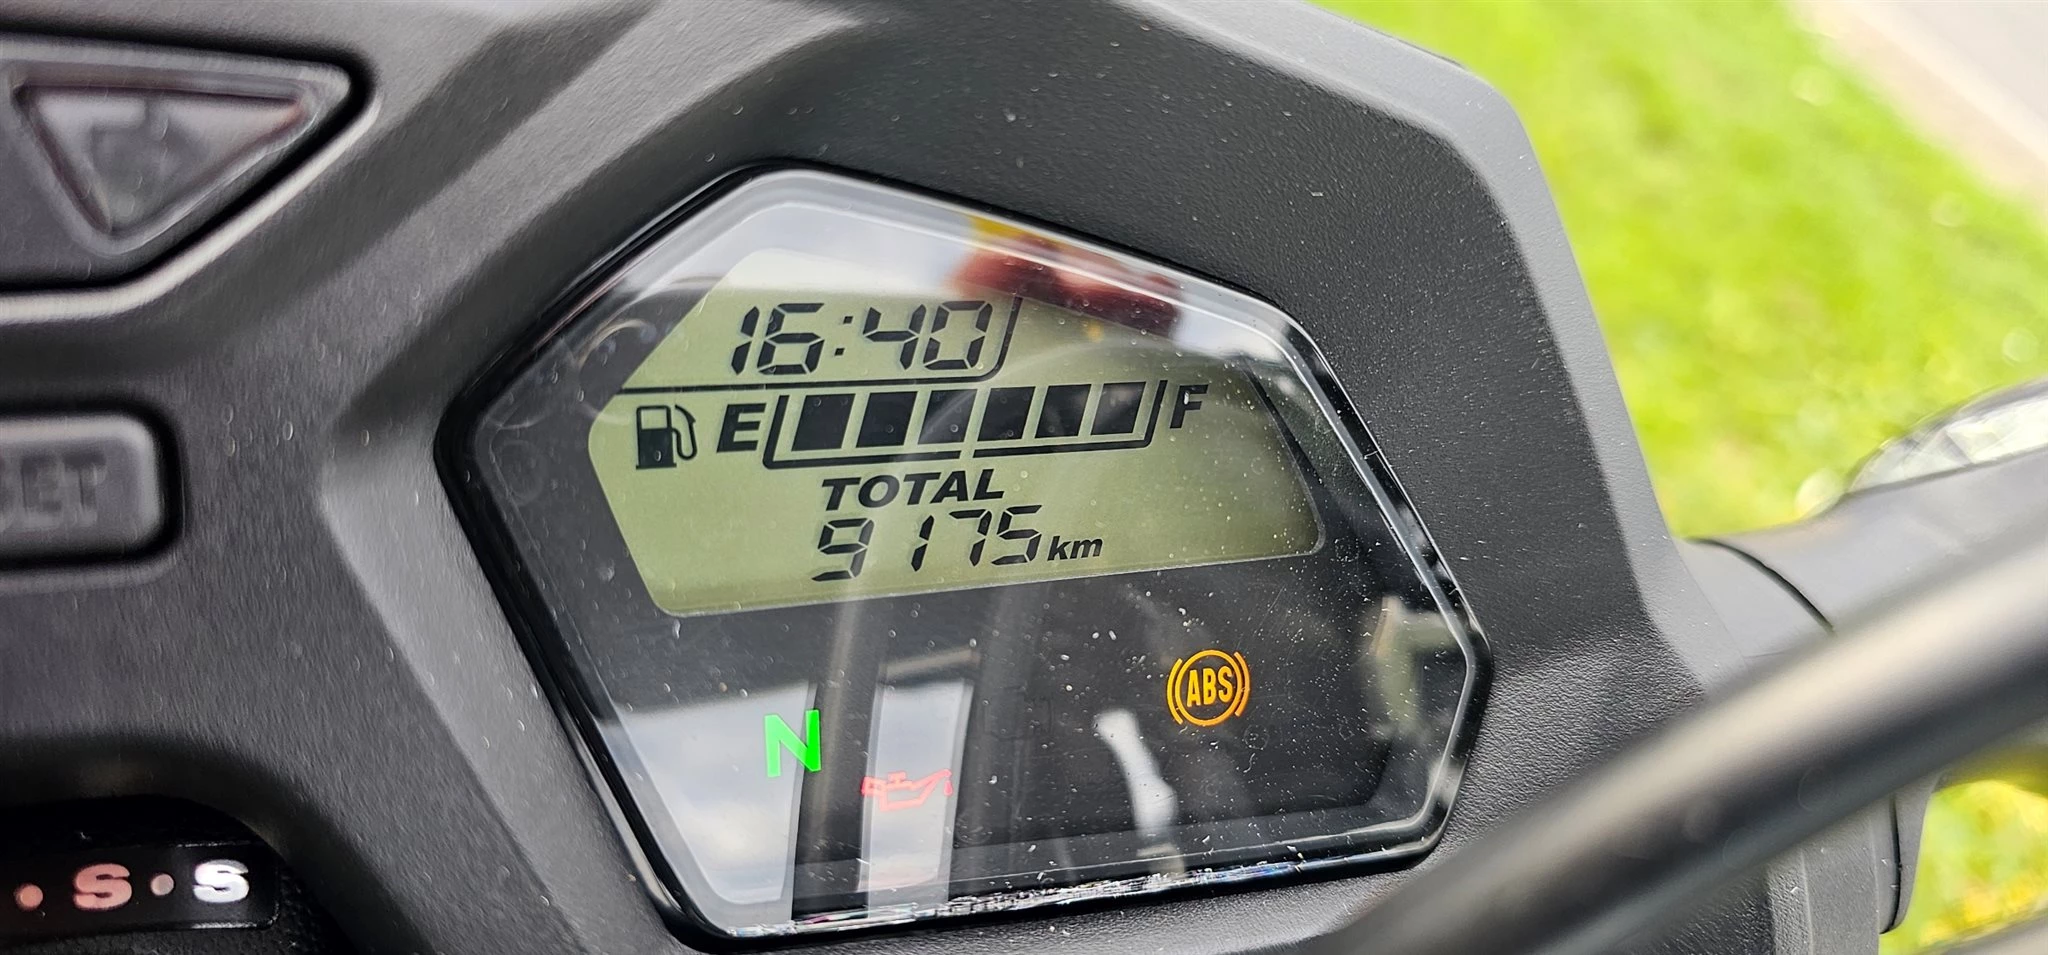 16:40
E F
TOTAL
9175 km
ABS
N
S • S